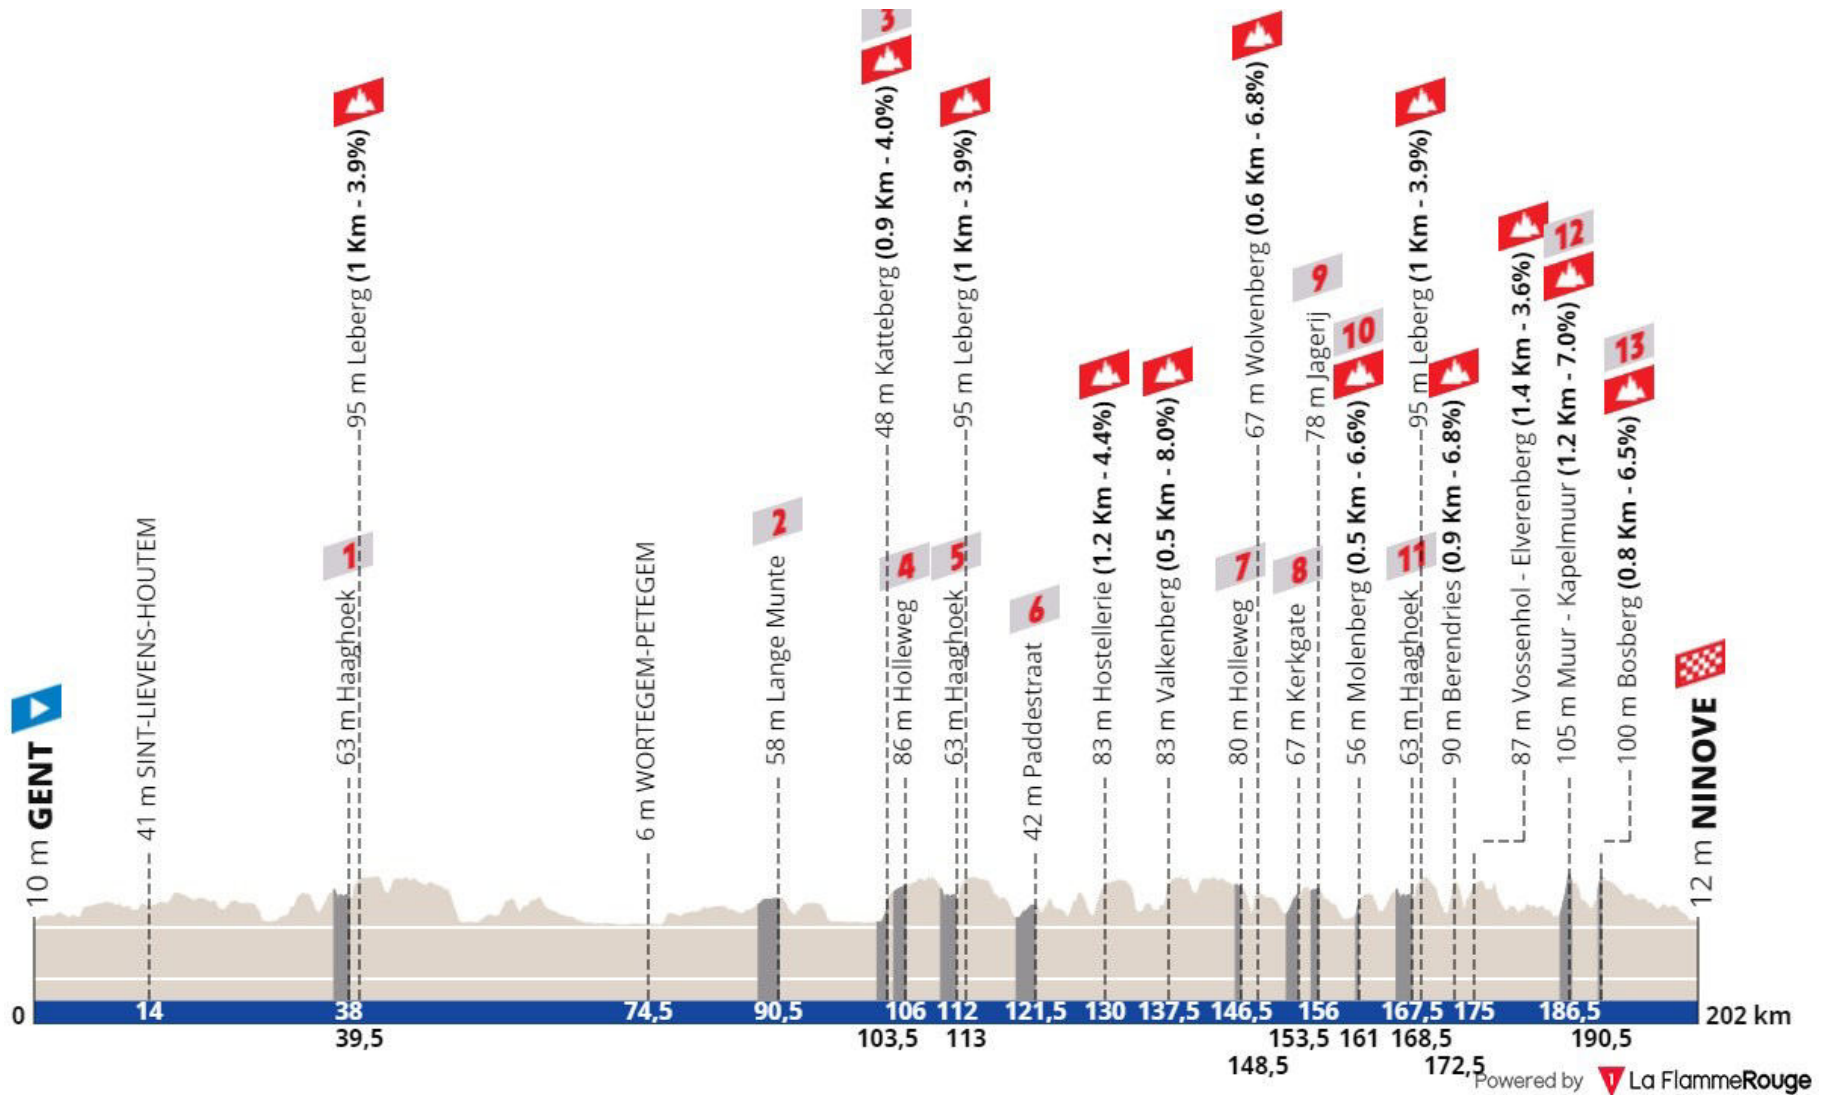 10 m GENT
41 m SINT-LIEVENS-HOUTEM
1
63 m Haaghoek
95 m Leberg (1 Km - 3.9%)
6 m WORTEGEM-PETEGEM
2
58 m Lange Munte
3
48 m Katteberg (0.9 Km - 4.0%)
4
86 m Holleweg
5
63 m Haaghoek
95 m Leberg (1 Km - 3.9%)
6
42 m Paddestraat
83 m Hostellerie (1.2 Km - 4.4%)
83 m Valkenberg (0.5 Km - 8.0%)
7
80 m Holleweg
67 m Wolvenberg (0.6 Km - 6.8%)
8
67 m Kerkgate
9
78 m Jagerij
10
56 m Molenberg (0.5 Km - 6.6%)
11
63 m Haaghoek
95 m Leberg (1 Km - 3.9%)
90 m Berendries (0.9 Km - 6.8%)
87 m Vossenhol - Elverenberg (1.4 Km - 3.6%)
12
105 m Muur - Kapelmuur (1.2 Km - 7.0%)
13
100 m Bosberg (0.8 Km - 6.5%)
12 m NINOVE
0 14 38 74,5 90,5 106 112 121,5 130 137,5 146,5 156 167,5 175 186,5 202 km
39,5 103,5 113 153,5 161 168,5 190,5
148,5 172,5
Powered by 1 La FlammeRouge